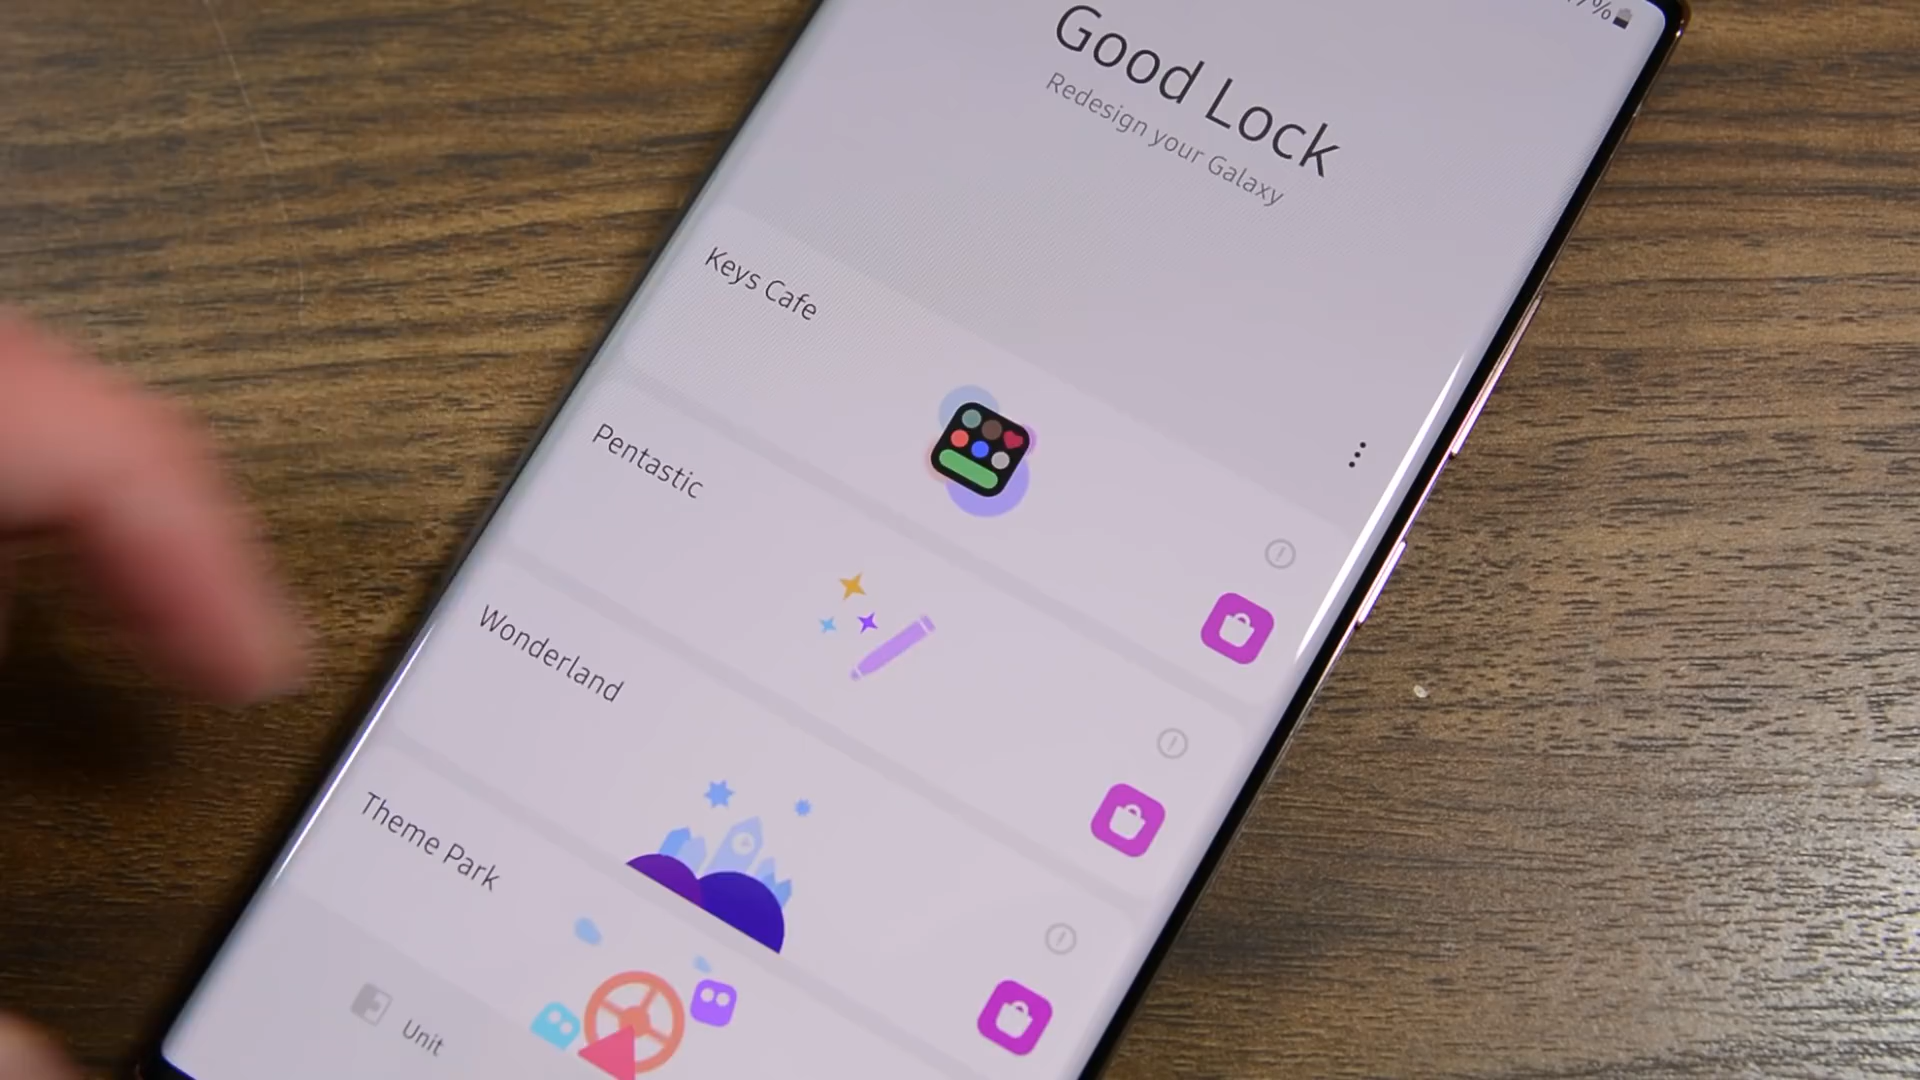 Good Lock
Redesign your Galaxy
Keys Cafe
Pentastic
Wonderland
Theme Park
Unit